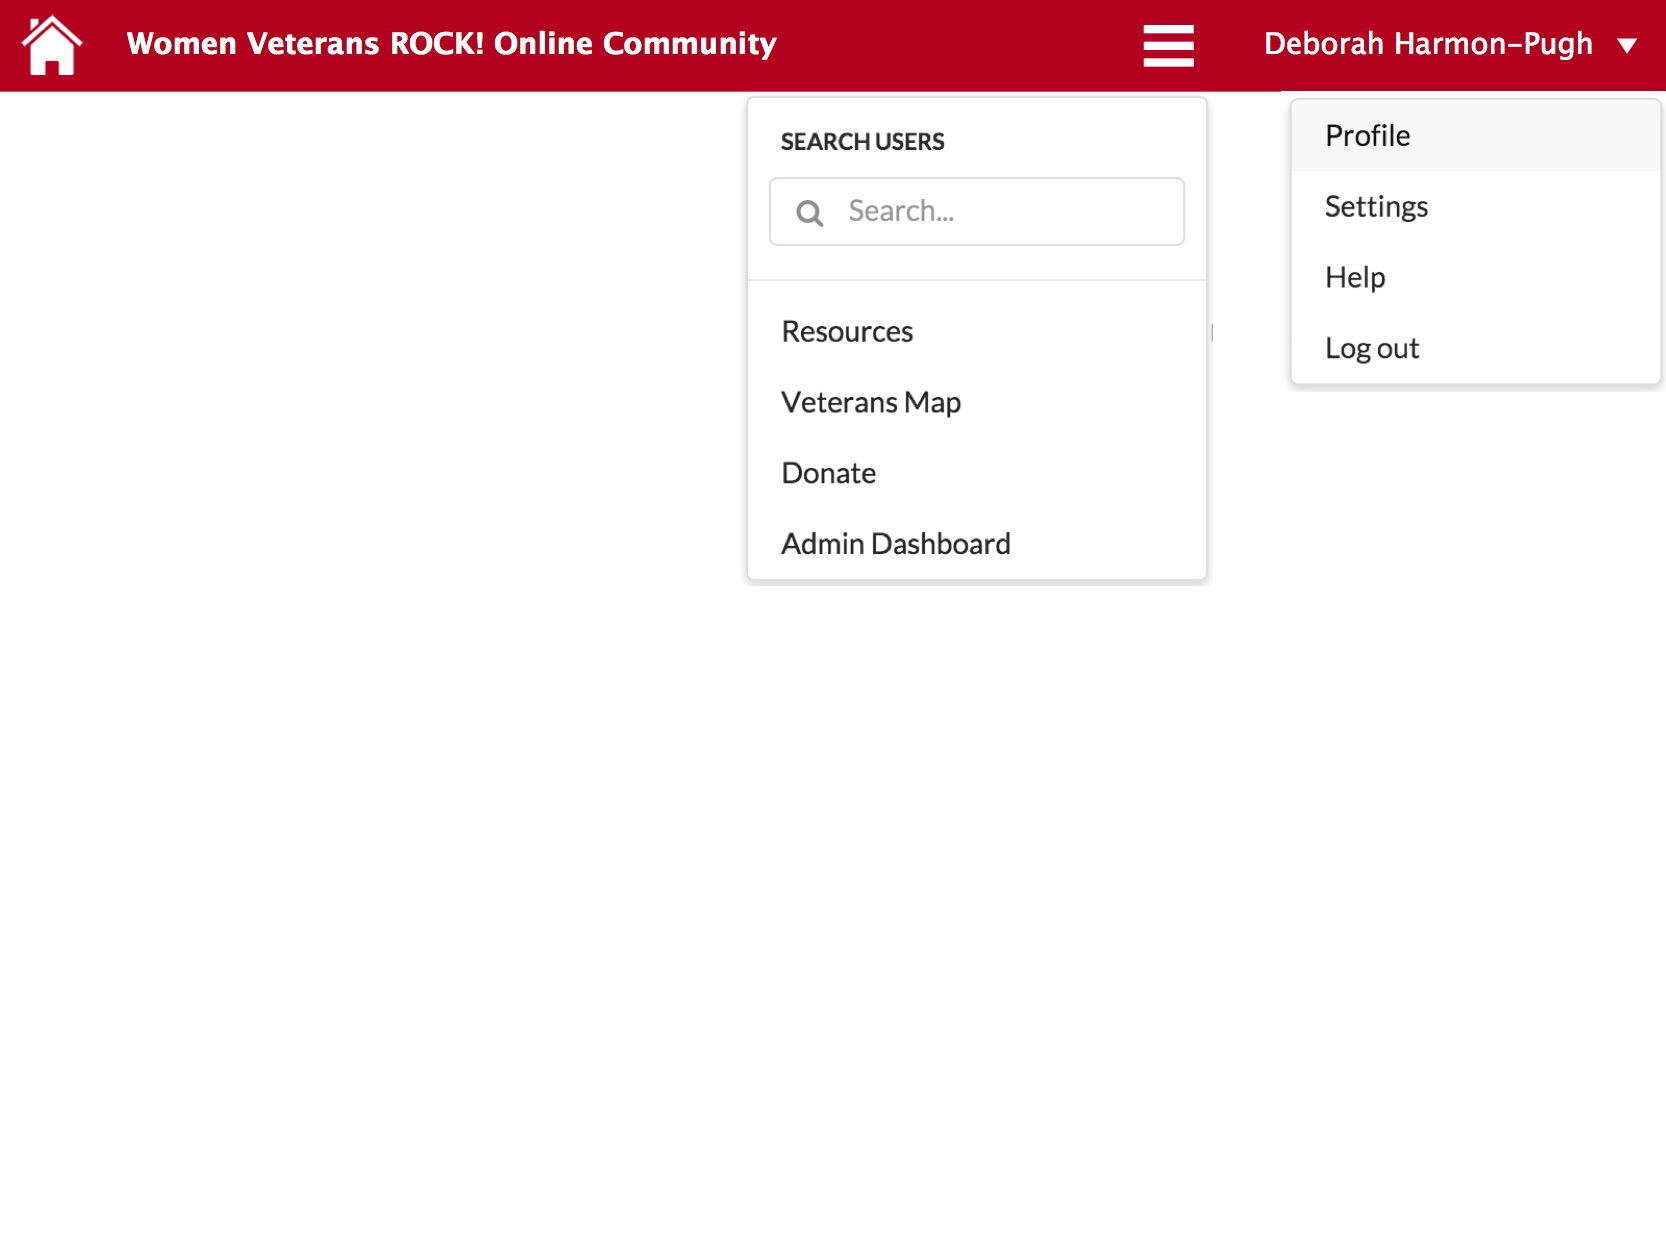 Women Veterans ROCK! Online Community
Deborah Harmon-Pugh
SEARCH USERS
Search...
Resources
Veterans Map
Donate
Admin Dashboard
Profile
Settings
Help
Log out